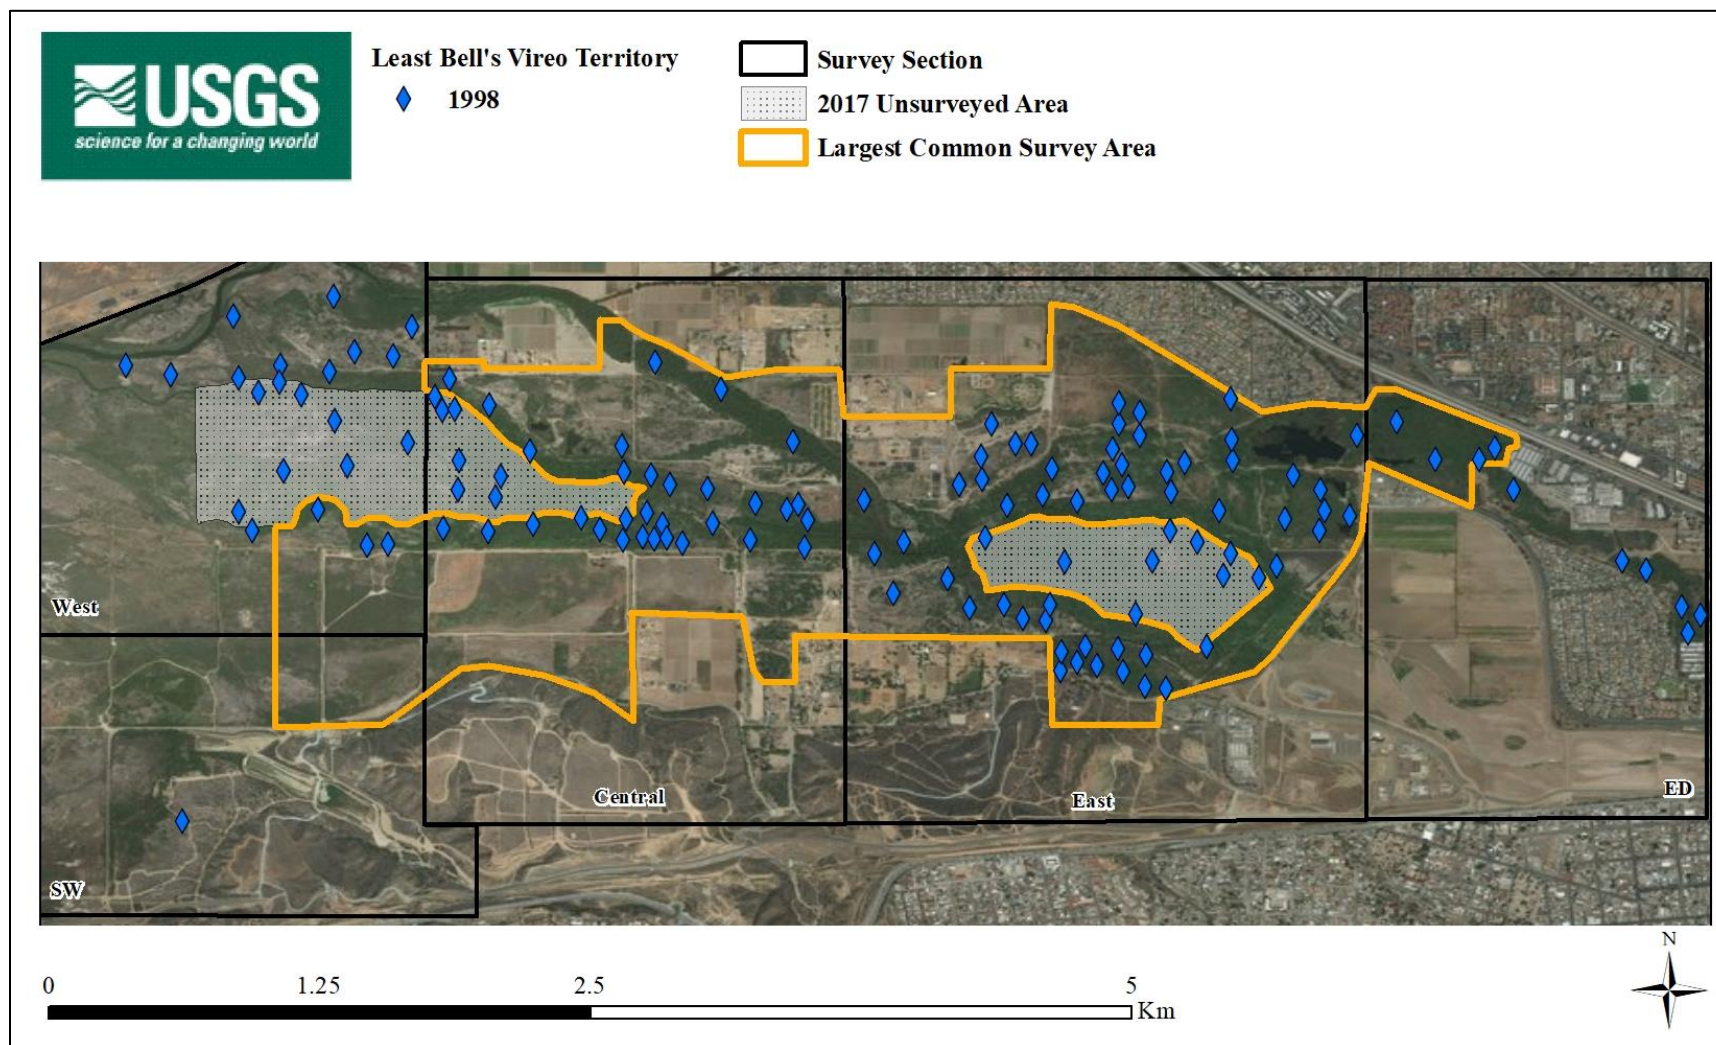 USGS
science for a changing world
Least Bell's Vireo Territory
1998
Survey Section
2017 Unsurveyed Area
Largest Common Survey Area
West
Central
East
ED
SW
N
0 1.25 2.5 5
Km